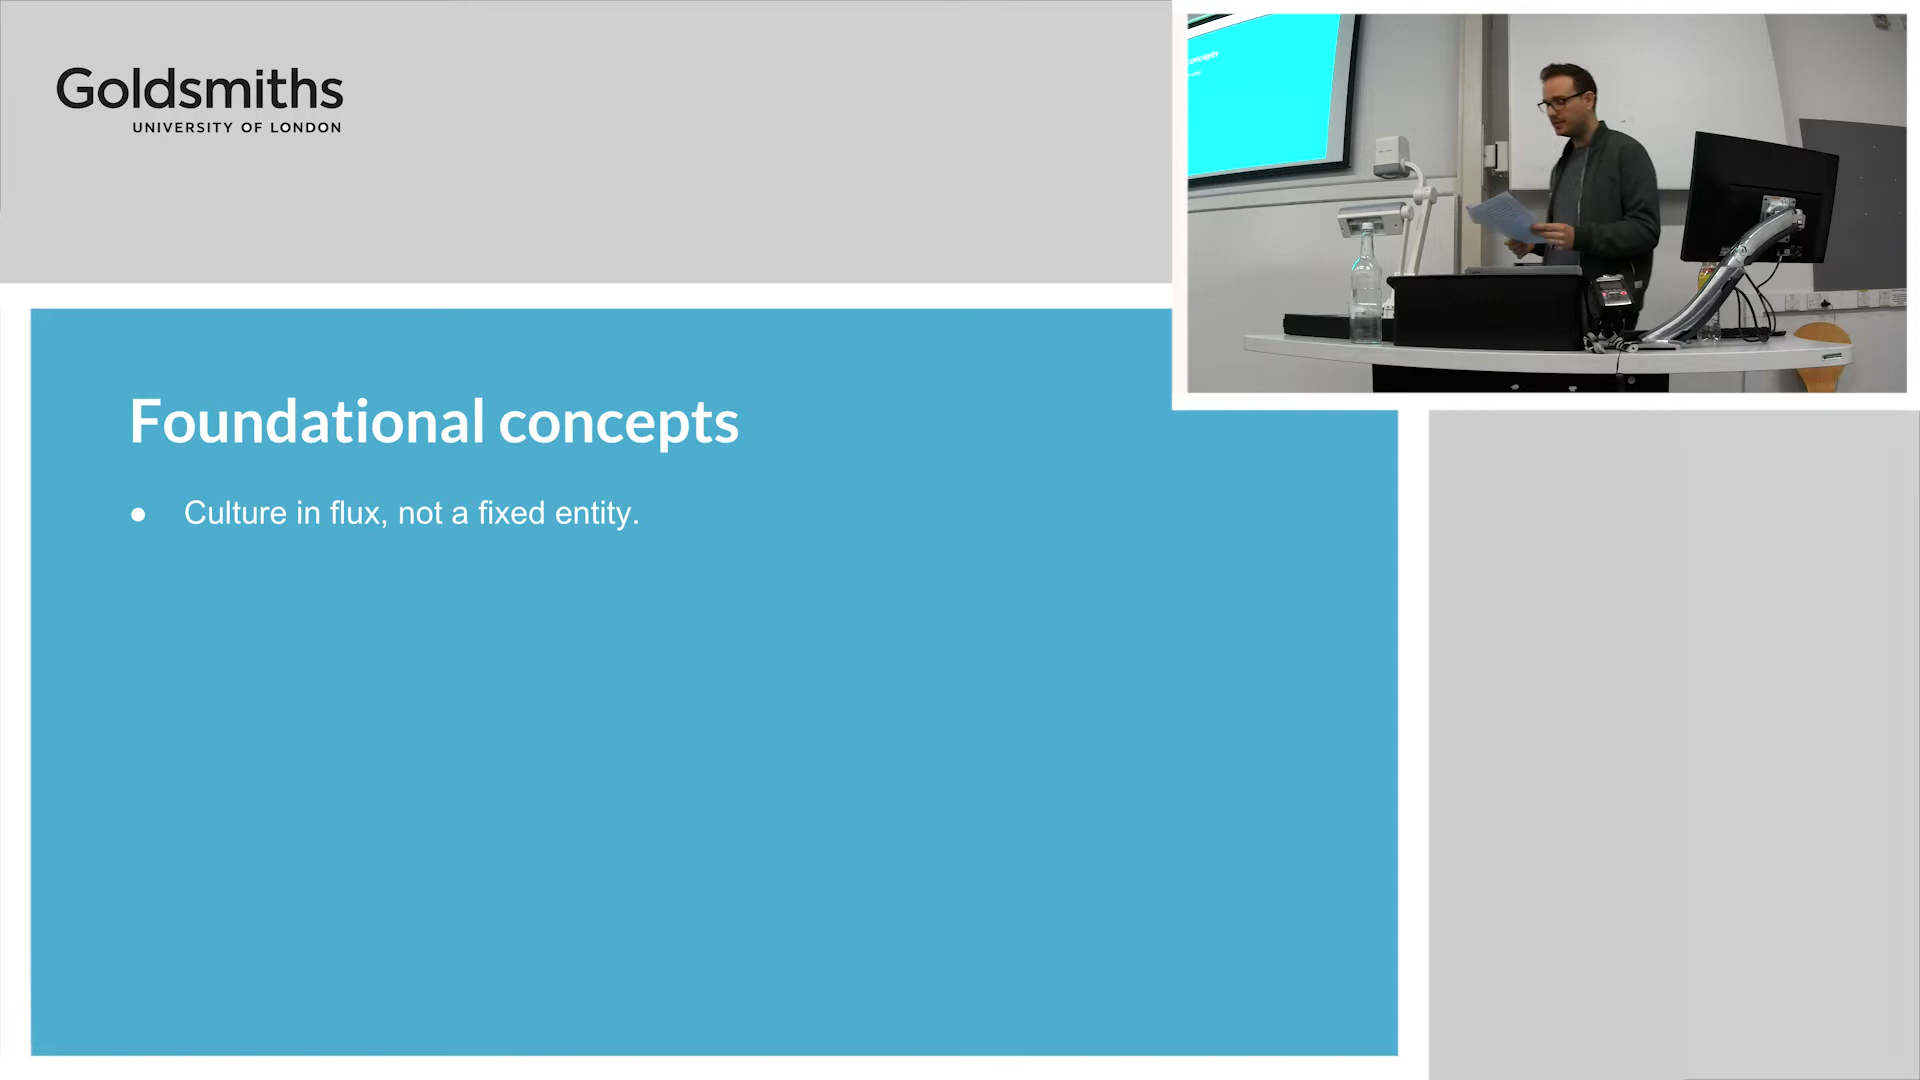 Goldsmiths
UNIVERSITY OF LONDON
Foundational concepts
● Culture in flux, not a fixed entity.